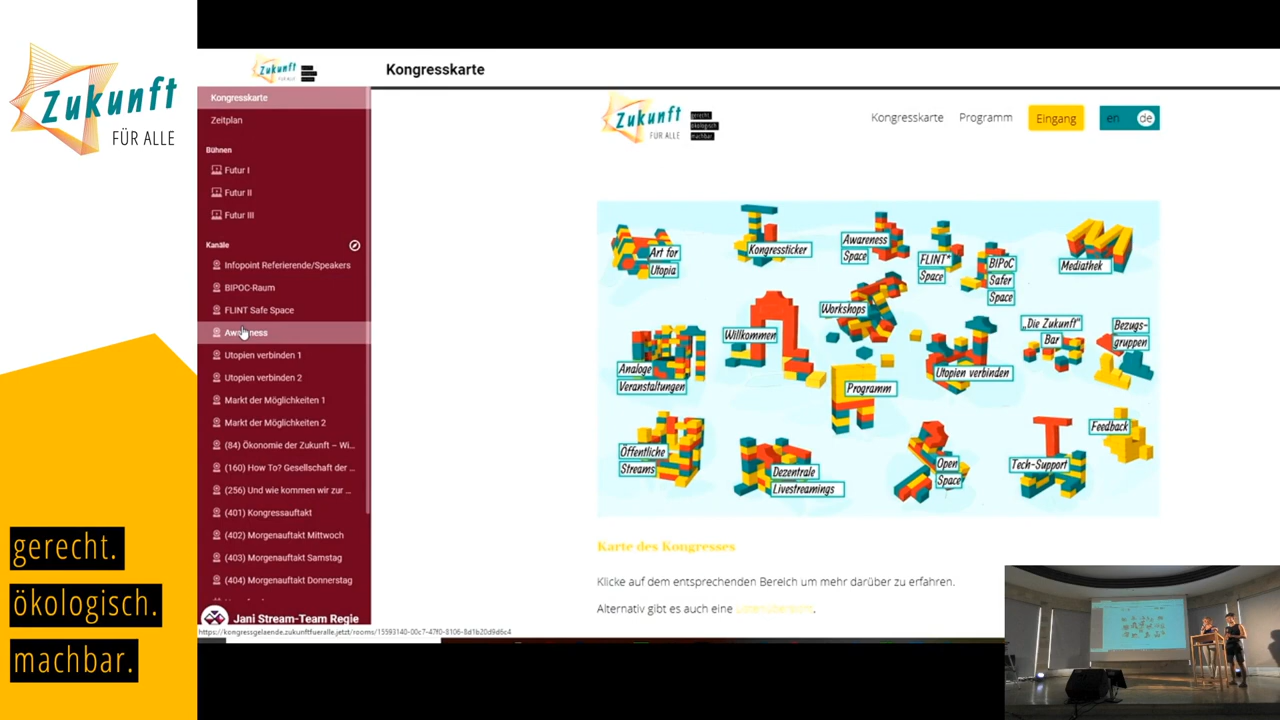 Zukunft
FÜR ALLE
gerecht.
ökologisch.
machbar.
Zukunft
FÜR ALLE
Kongresskarte
Kongresskarte
Zeitplan
Bühnen
Futur I
Futur II
Futur III
Kanäle
Infopoint Referierende/Speakers
BIPOC-Raum
FLINT Safe Space
Awareness
Utopien verbinden 1
Utopien verbinden 2
Markt der Möglichkeiten 1
Markt der Möglichkeiten 2
(84) Ökonomie der Zukunft – Wi...
(160) How To? Gesellschaft der ...
(256) Und wie kommen wir zur ...
(401) Kongressauftakt
(402) Morgenauftakt Mittwoch
(403) Morgenauftakt Samstag
(404) Morgenauftakt Donnerstag
Jani Stream-Team Regie
https://kongressgelaende.zukunftfueralle.jetzt/rooms/15593140-00c7-47f0-8106-8d1b20d9d6c4
Zukunft
FÜR ALLE
gerecht.
ökologisch.
machbar.
Kongresskarte
Programm
Eingang
en
de
Art for
Utopia
Kongressticker
Awareness
Space
FLINT*
Space
BIPoC
Safer
Space
Mediathek
Workshops
Willkommen
„Die Zukunft"
Bar
Bezugs-
gruppen
Analoge
Veranstaltungen
Programm
Utopien verbinden
Öffentliche
Streams
Dezentrale
Livestreamings
Open
Space
Tech-Support
Feedback
Karte des Kongresses
Klicke auf dem entsprechenden Bereich um mehr darüber zu erfahren.
Alternativ gibt es auch eine